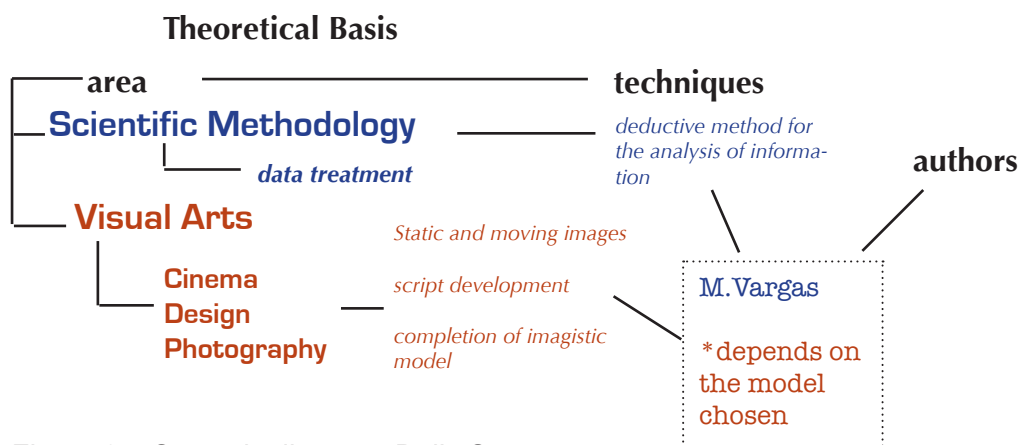 Theoretical Basis
area
techniques
Scientific Methodology
deductive method for
the analysis of informa-
tion
authors
data treatment
Visual Arts
Static and moving images
Cinema
Design
Photography
script development
completion of imagistic
model
M.Vargas
*depends on
the model
chosen